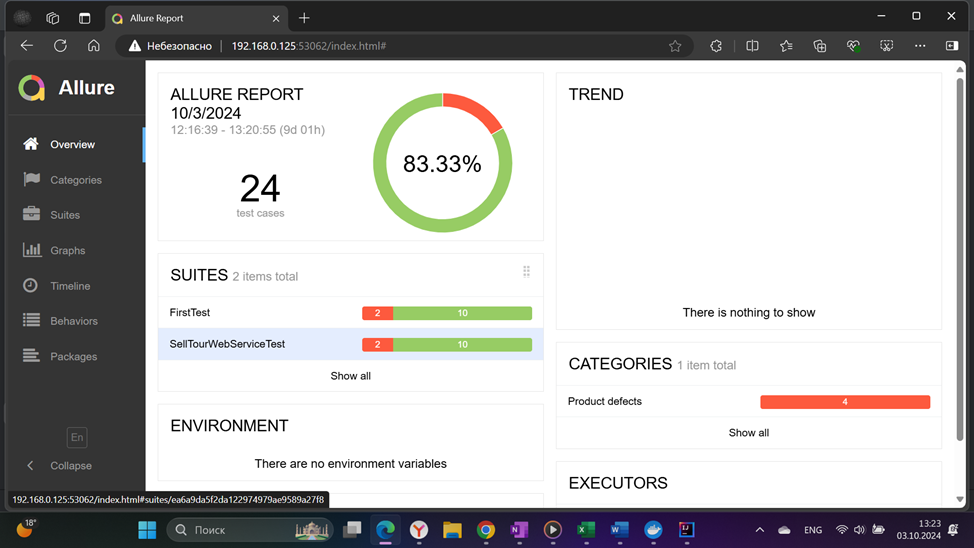 Allure Report
Небезопасно
192.168.0.125:53062/index.html#
Allure
Overview
Categories
Suites
Graphs
Timeline
Behaviors
Packages
En
Collapse
ALLURE REPORT
10/3/2024
12:16:39 - 13:20:55 (9d 01h)
24
test cases
83.33%
SUITES 2 items total
FirstTest 2 10
SellTourWebServiceTest 2 10
Show all
ENVIRONMENT
There are no environment variables
TREND
There is nothing to show
CATEGORIES 1 item total
Product defects 4
Show all
EXECUTORS
192.168.0.125:53062/index.html#suites/ea6a9da5f2da122974979ae9589a27f8
18°
Поиск
ENG
13:23
03.10.2024